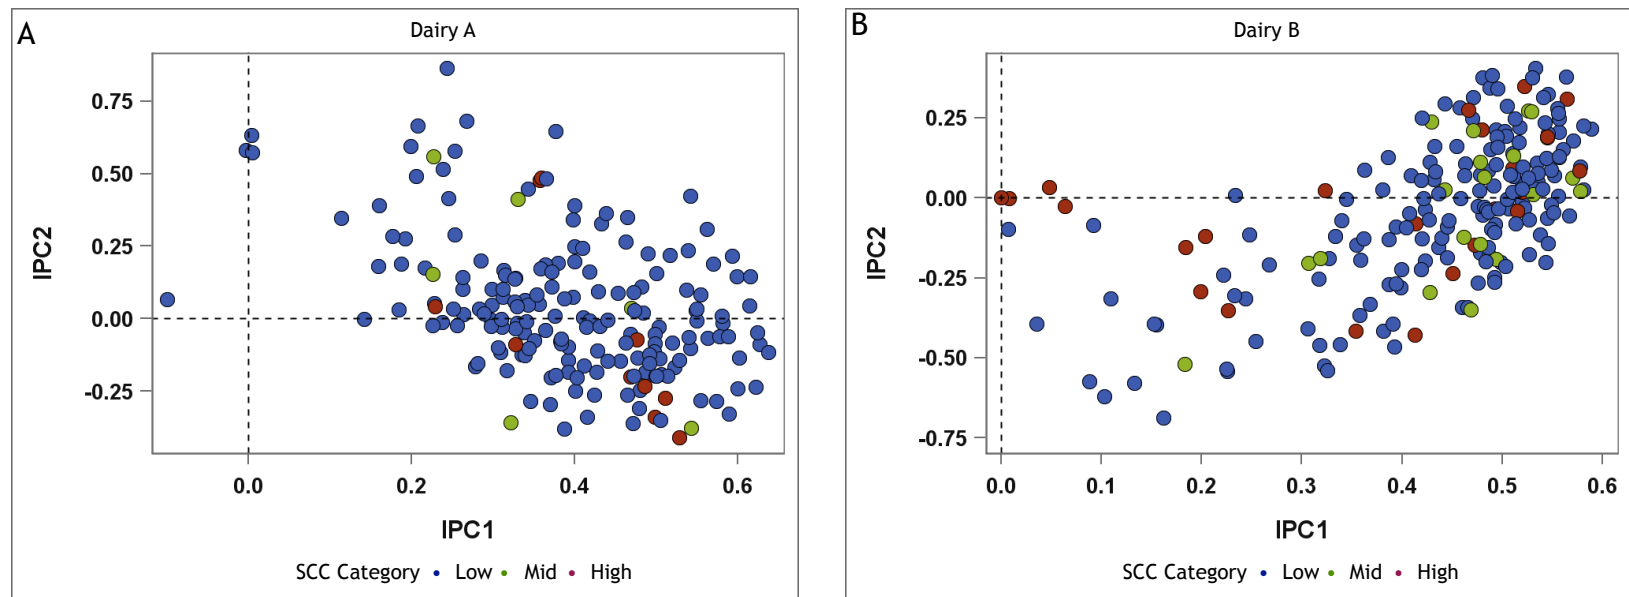 A
Dairy A
IPC2
0.75
0.50
0.25
0.00
-0.25
0.0 0.2 0.4 0.6
IPC1
SCC Category Low Mid High
B
Dairy B
IPC2
0.25
0.00
-0.25
-0.50
-0.75
0.0 0.1 0.2 0.3 0.4 0.5 0.6
IPC1
SCC Category Low Mid High